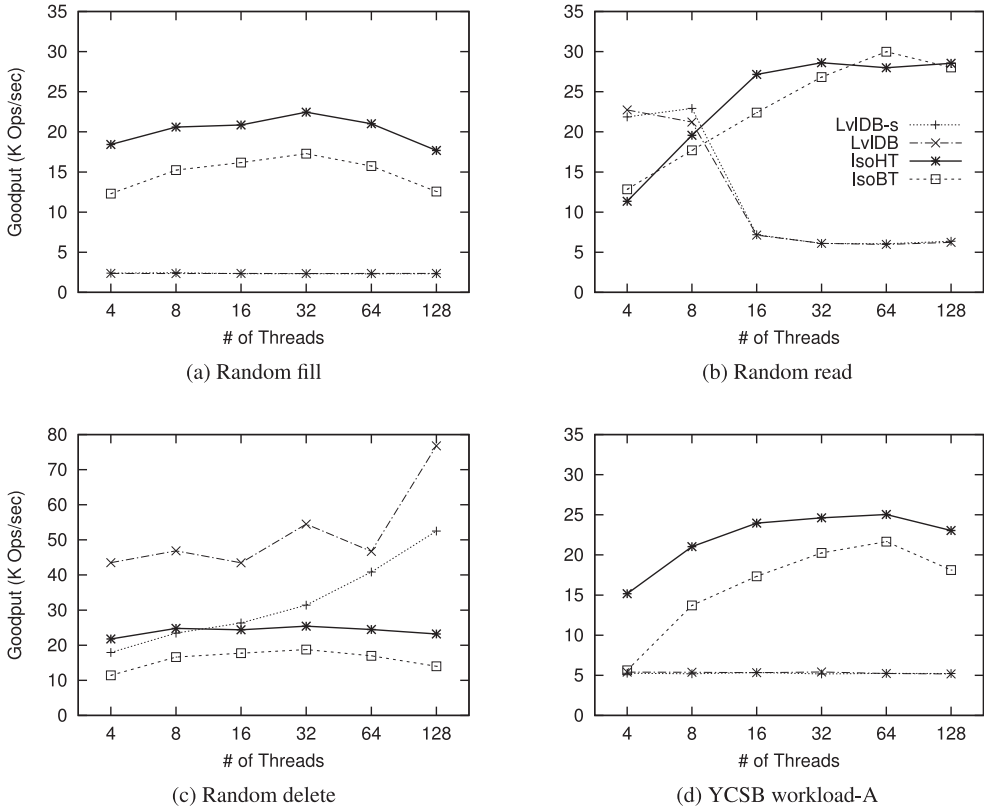 35
30
25
20
15
10
5
0
Goodput (K Ops/sec)
4 8 16 32 64 128
# of Threads
(a) Random fill
35
30
25
20
15
10
5
0
LvlDB-s
LvlDB
IsoHT
IsoBT
4 8 16 32 64 128
# of Threads
(b) Random read
80
70
60
50
40
30
20
10
0
Goodput (K Ops/sec)
4 8 16 32 64 128
# of Threads
(c) Random delete
35
30
25
20
15
10
5
0
4 8 16 32 64 128
# of Threads
(d) YCSB workload-A